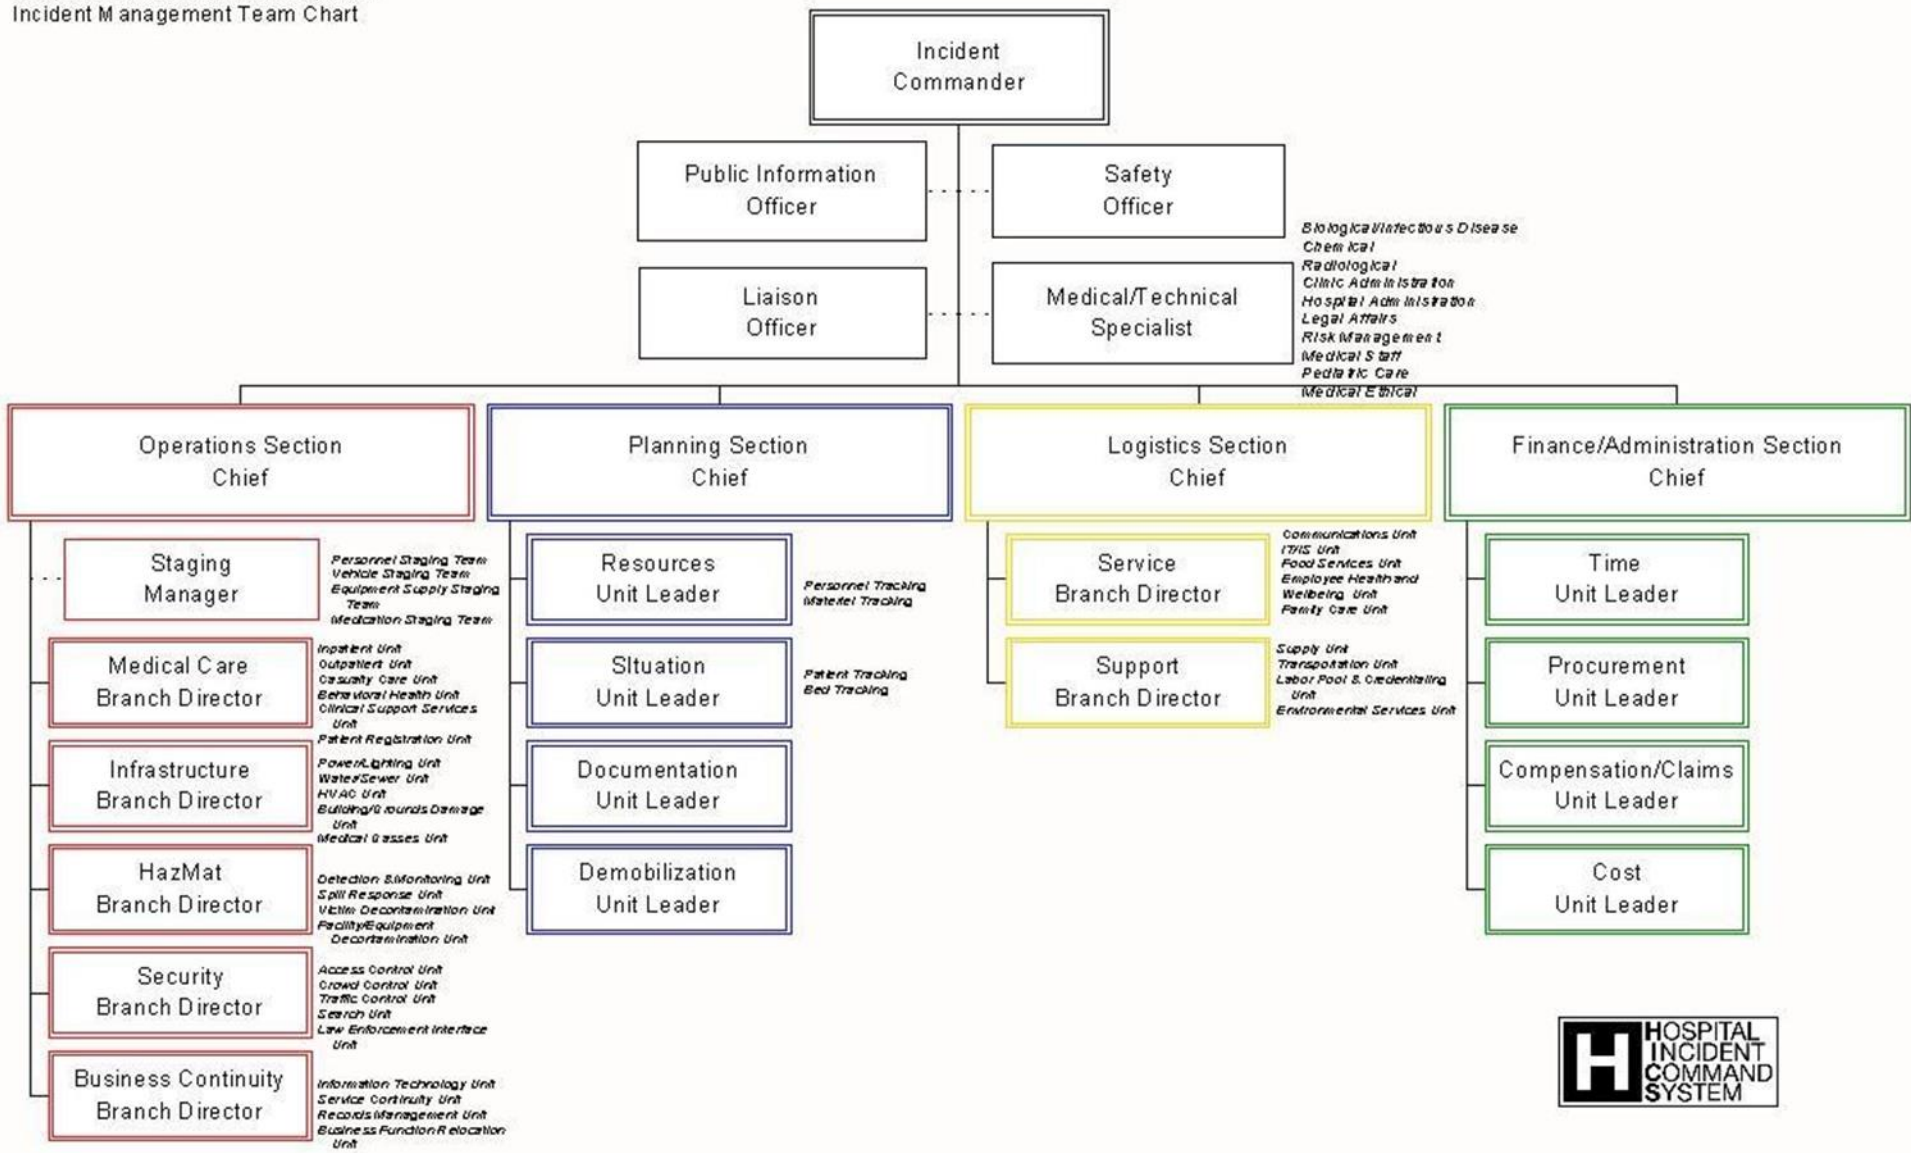 Incident Management Team Chart
Incident
Commander
Public Information
Officer
Safety
Officer
Liaison
Officer
Medical/Technical
Specialist
Biological/Infectious Disease
Chemical
Radiological
Clinic Administration
Hospital Administration
Legal Affairs
Risk Management
Medical Staff
Pediatric Care
Medical Ethical
Operations Section
Chief
Planning Section
Chief
Logistics Section
Chief
Finance/Administration Section
Chief
Staging
Manager
Personnel Staging Team
Vehicle Staging Team
Equipment Supply Staging
Team
Medication Staging Team
Medical Care
Branch Director
Inpatient Unit
Outpatient Unit
Casualty Care Unit
Behavioral Health Unit
Clinical Support Services
Unit
Patient Registration Unit
Infrastructure
Branch Director
Power/Lighting Unit
Water/Sewer Unit
HVAC Unit
Building/Grounds Damage
Unit
Medical Gasses Unit
HazMat
Branch Director
Detection & Monitoring Unit
Spill Response Unit
Victim Decontamination Unit
Facility/Equipment
Decontamination Unit
Security
Branch Director
Access Control Unit
Crowd Control Unit
Traffic Control Unit
Search Unit
Law Enforcement Interface
Unit
Business Continuity
Branch Director
Information Technology Unit
Service Continuity Unit
Records Management Unit
Business Function Relocation
Unit
Resources
Unit Leader
Personnel Tracking
Materiel Tracking
SItuation
Unit Leader
Patient Tracking
Bed Tracking
Documentation
Unit Leader
Demobilization
Unit Leader
Service
Branch Director
Communications Unit
IT/IS Unit
Food Services Unit
Employee Health and
Wellbeing Unit
Family Care Unit
Support
Branch Director
Supply Unit
Transportation Unit
Labor Pool & Credentialing
Unit
Environmental Services Unit
Time
Unit Leader
Procurement
Unit Leader
Compensation/Claims
Unit Leader
Cost
Unit Leader
H
HOSPITAL
INCIDENT
COMMAND
SYSTEM